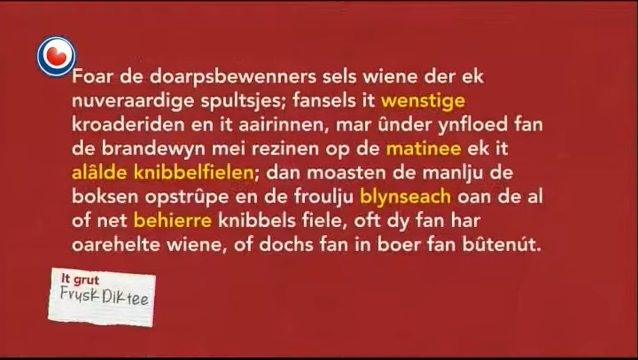 Foar de doarpsbewenners sels wiene der ek
nuveraardige spultsjes; fansels it wenstige
kroaderiden en it aairinnen, mar ûnder ynfloed fan
de brandewyn mei rezinen op de matinee ek it
alâlde knibbelfielen; dan moasten de manlju de
boksen opstrûpe en de froulju blynseach oan de al
of net behierre knibbels fiele, oft dy fan har
oarehelte wiene, of dochs fan in boer fan bûtenút.
It grut
Frysk Diktee